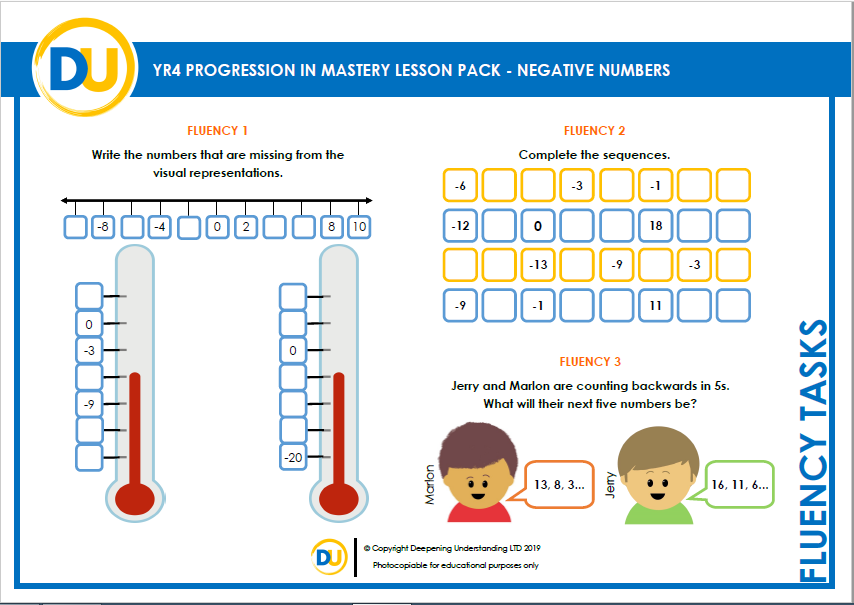 DU
YR4 PROGRESSION IN MASTERY LESSON PACK - NEGATIVE NUMBERS
FLUENCY 1
Write the numbers that are missing from the
visual representations.
-8 -4 0 2 8 10
0
-3
-9
0
-20
FLUENCY 2
Complete the sequences.
-6 -3 -1
-12 0 18
-13 -9 -3
-9 -1 11
FLUENCY 3
Jerry and Marlon are counting backwards in 5s.
What will their next five numbers be?
Marlon
13, 8, 3...
Jerry
16, 11, 6...
FLUENCY TASKS
DU
© Copyright Deepening Understanding LTD 2019
Photocopiable for educational purposes only